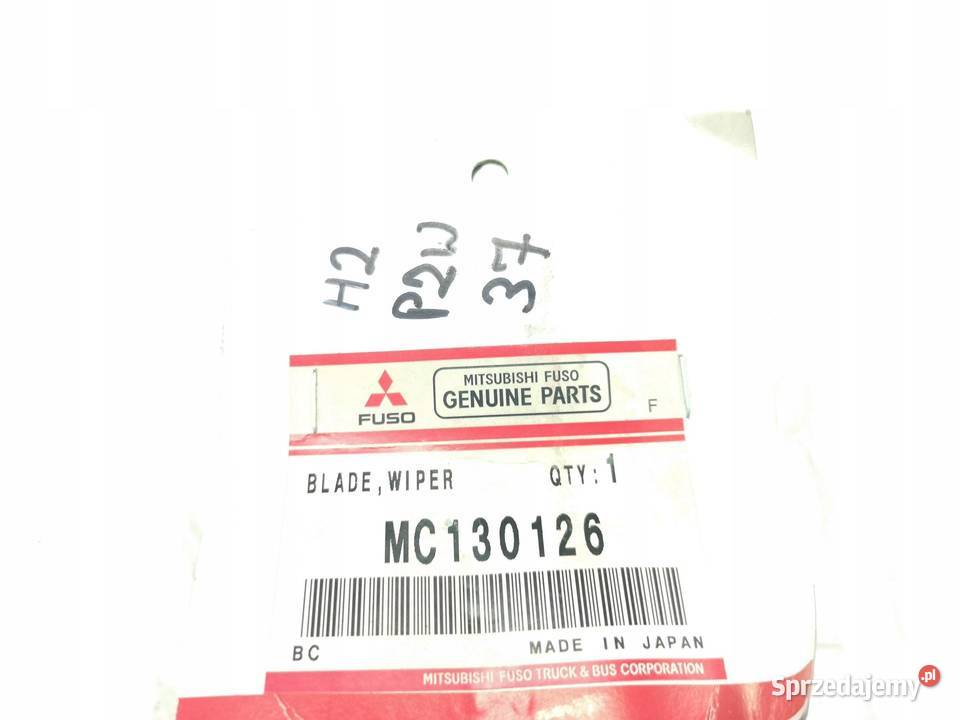 H2
P2W
37
FUSO
MITSUBISHI FUSO
GENUINE PARTS
F
BLADE, WIPER QTY: 1
MC130126
BC MADE IN JAPAN
MITSUBISHI FUSO TRUCK & BUS CORPORATION
Sprzedajemy.pl